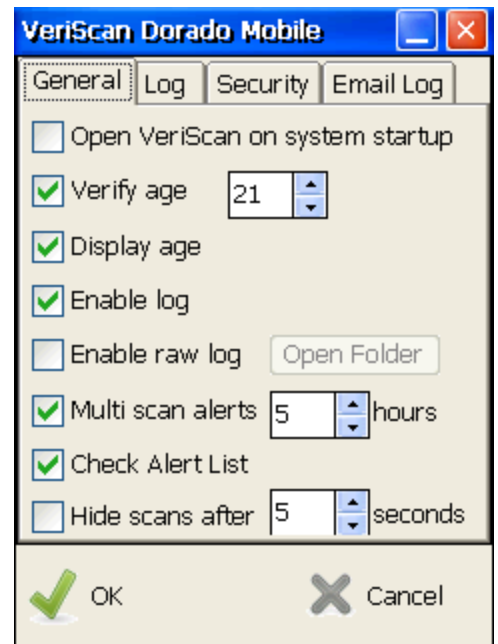 VeriScan Dorado Mobile
General Log Security Email Log
Open VeriScan on system startup
Verify age 21
Display age
Enable log
Enable raw log Open Folder
Multi scan alerts 5 hours
Check Alert List
Hide scans after 5 seconds
OK Cancel